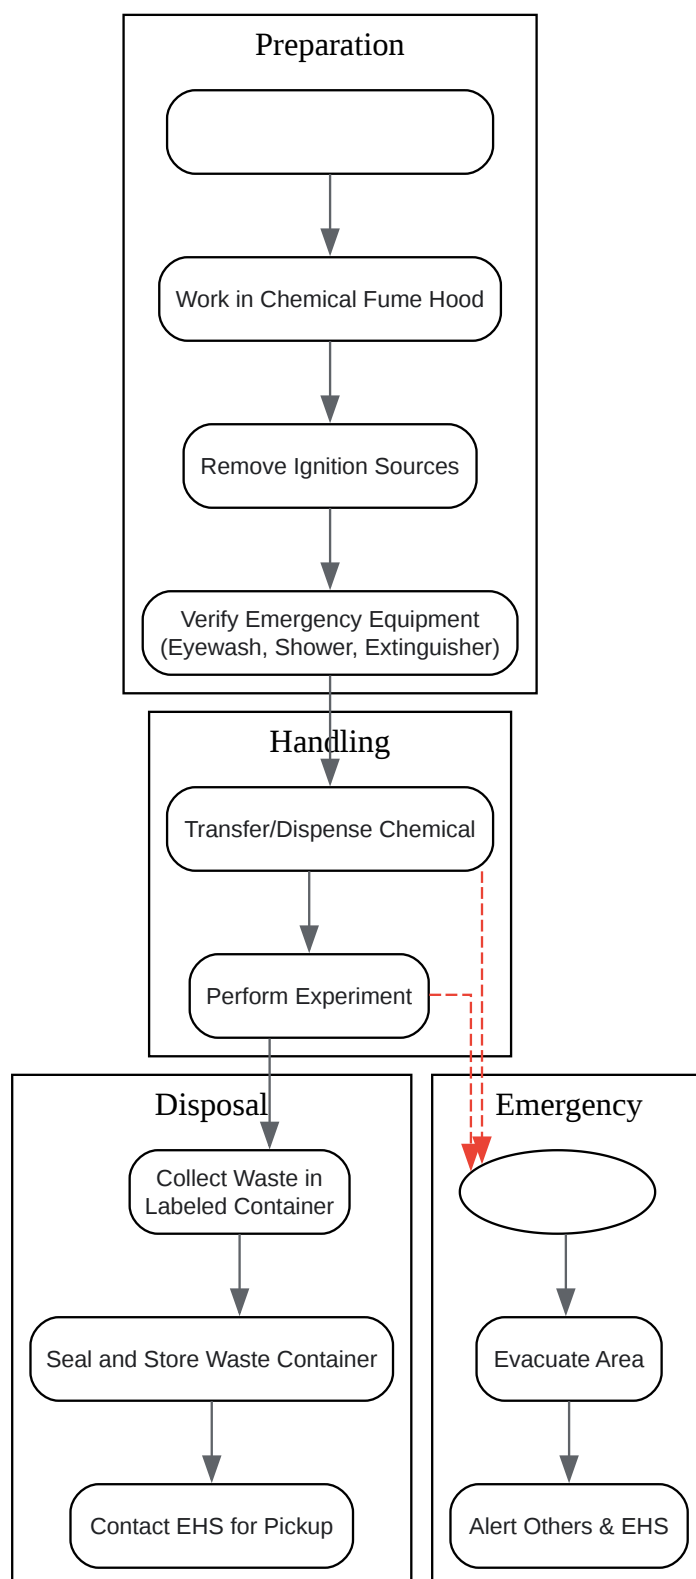 Preparation
Work in Chemical Fume Hood
Remove Ignition Sources
Verify Emergency Equipment
(Eyewash, Shower, Extinguisher)
Handling
Transfer/Dispense Chemical
Perform Experiment
Disposal
Collect Waste in
Labeled Container
Seal and Store Waste Container
Contact EHS for Pickup
Emergency
Evacuate Area
Alert Others & EHS